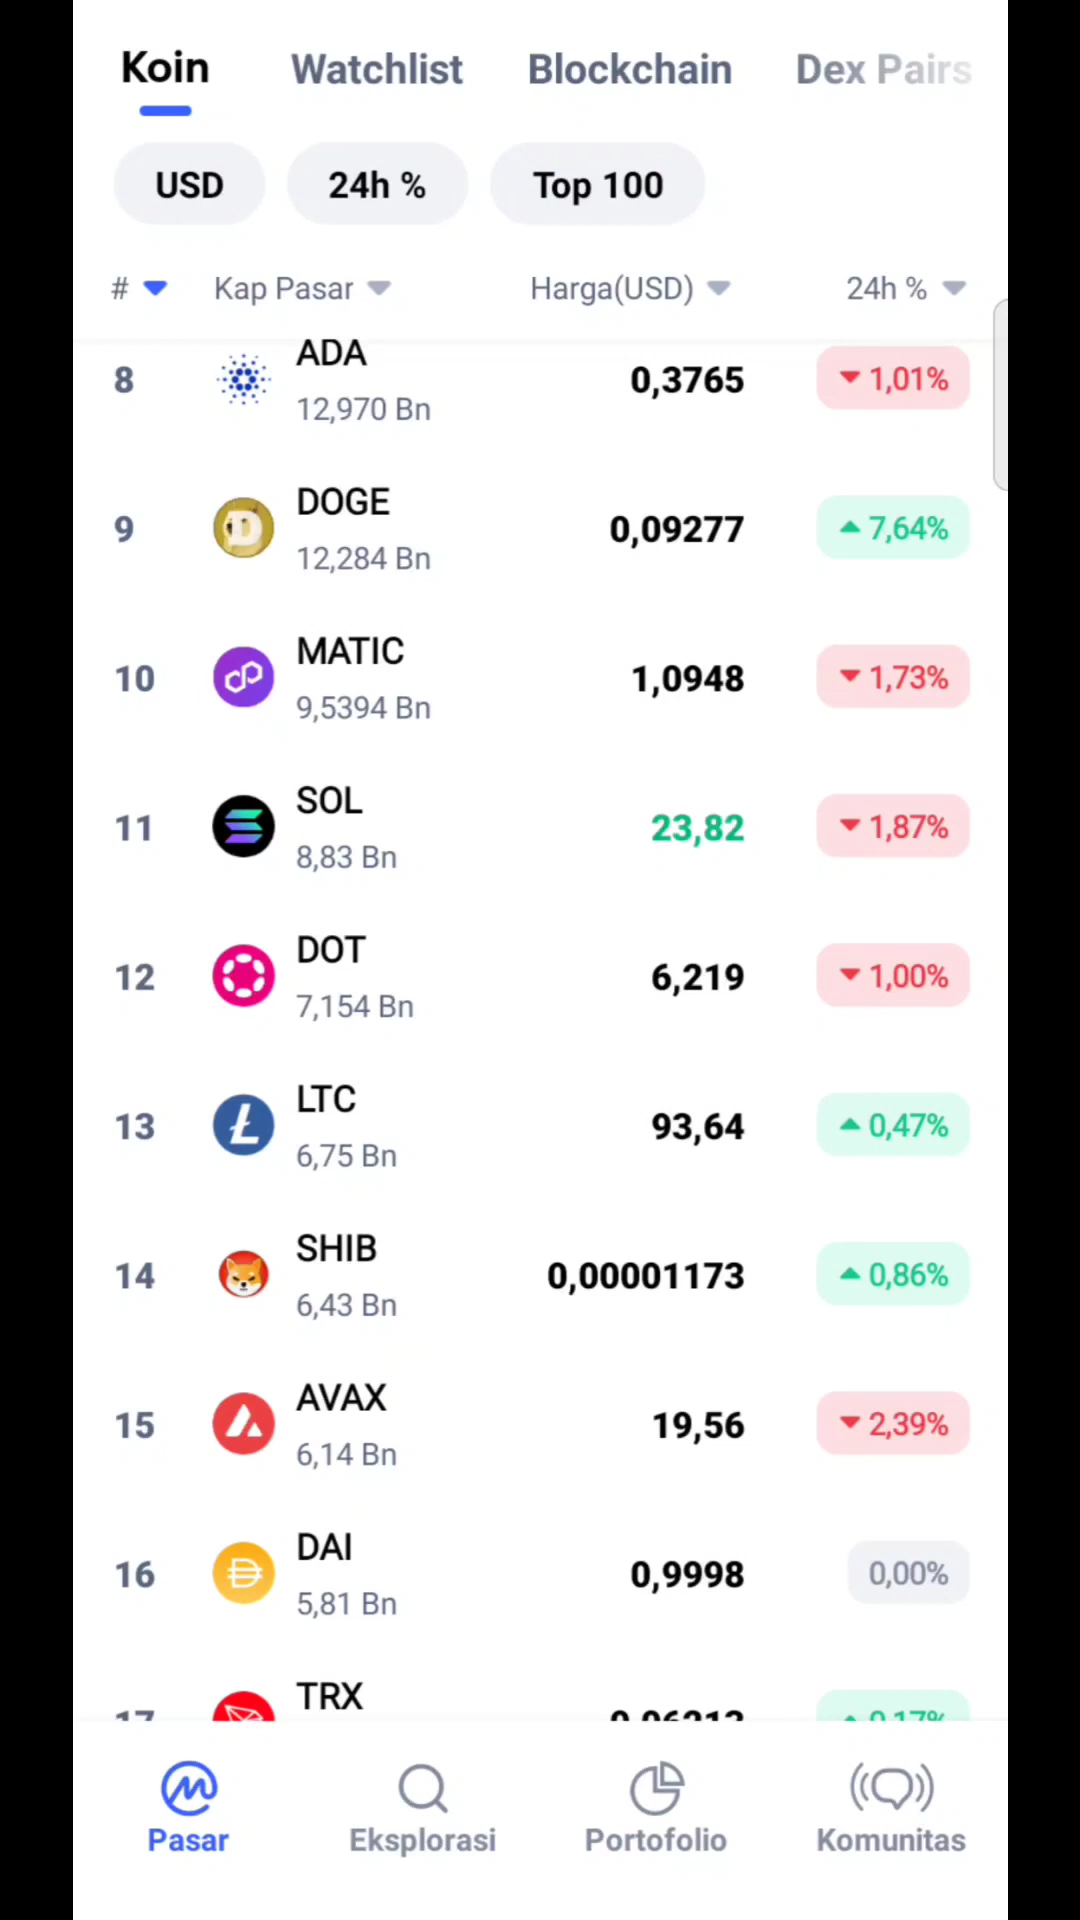 Koin Watchlist Blockchain Dex Pairs
USD 24h % Top 100
# Kap Pasar Harga(USD) 24h %
8 ADA 0,3765 1,01%
12,970 Bn
9 DOGE 0,09277 7,64%
12,284 Bn
10 MATIC 1,0948 1,73%
9,5394 Bn
11 SOL 23,82 1,87%
8,83 Bn
12 DOT 6,219 1,00%
7,154 Bn
13 LTC 93,64 0,47%
6,75 Bn
14 SHIB 0,00001173 0,86%
6,43 Bn
15 AVAX 19,56 2,39%
6,14 Bn
16 DAI 0,9998 0,00%
5,81 Bn
17 TRX 0,17%
Pasar Eksplorasi Portofolio Komunitas